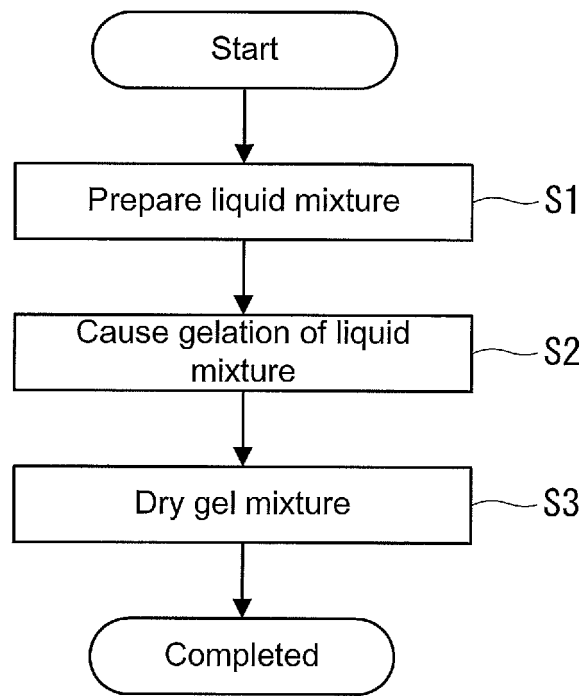 Start
Prepare liquid mixture
S1
Cause gelation of liquid
mixture
S2
Dry gel mixture
S3
Completed